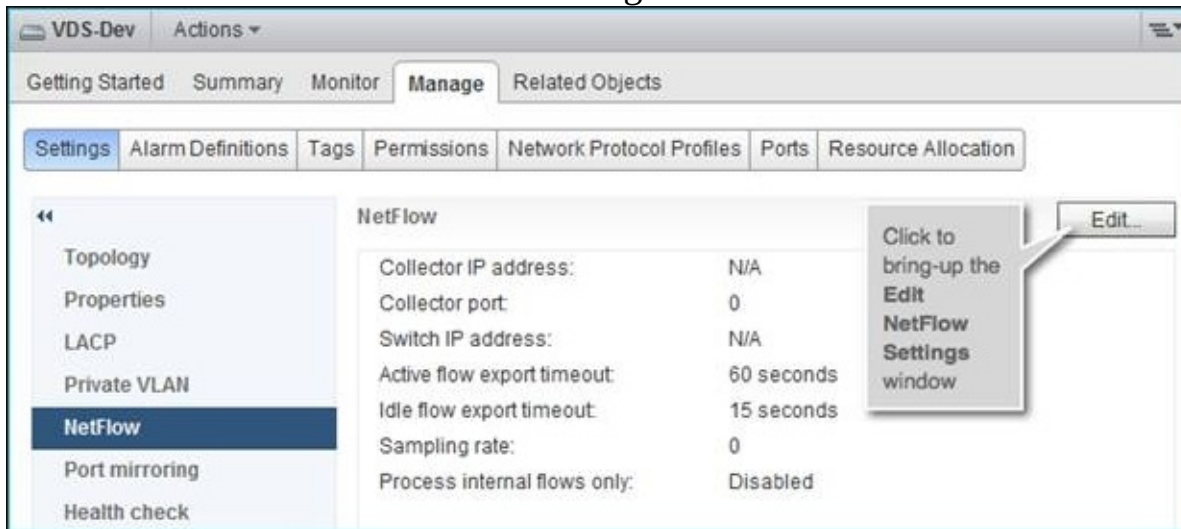 VDS-Dev Actions
Getting Started Summary Monitor Manage Related Objects
Settings Alarm Definitions Tags Permissions Network Protocol Profiles Ports Resource Allocation
NetFlow
Edit...
Topology
Properties
LACP
Private VLAN
NetFlow
Port mirroring
Health check
Collector IP address: N/A
Collector port: 0
Switch IP address: N/A
Active flow export timeout: 60 seconds
Idle flow export timeout: 15 seconds
Sampling rate: 0
Process internal flows only: Disabled
Click to
bring-up the
Edit
NetFlow
Settings
window